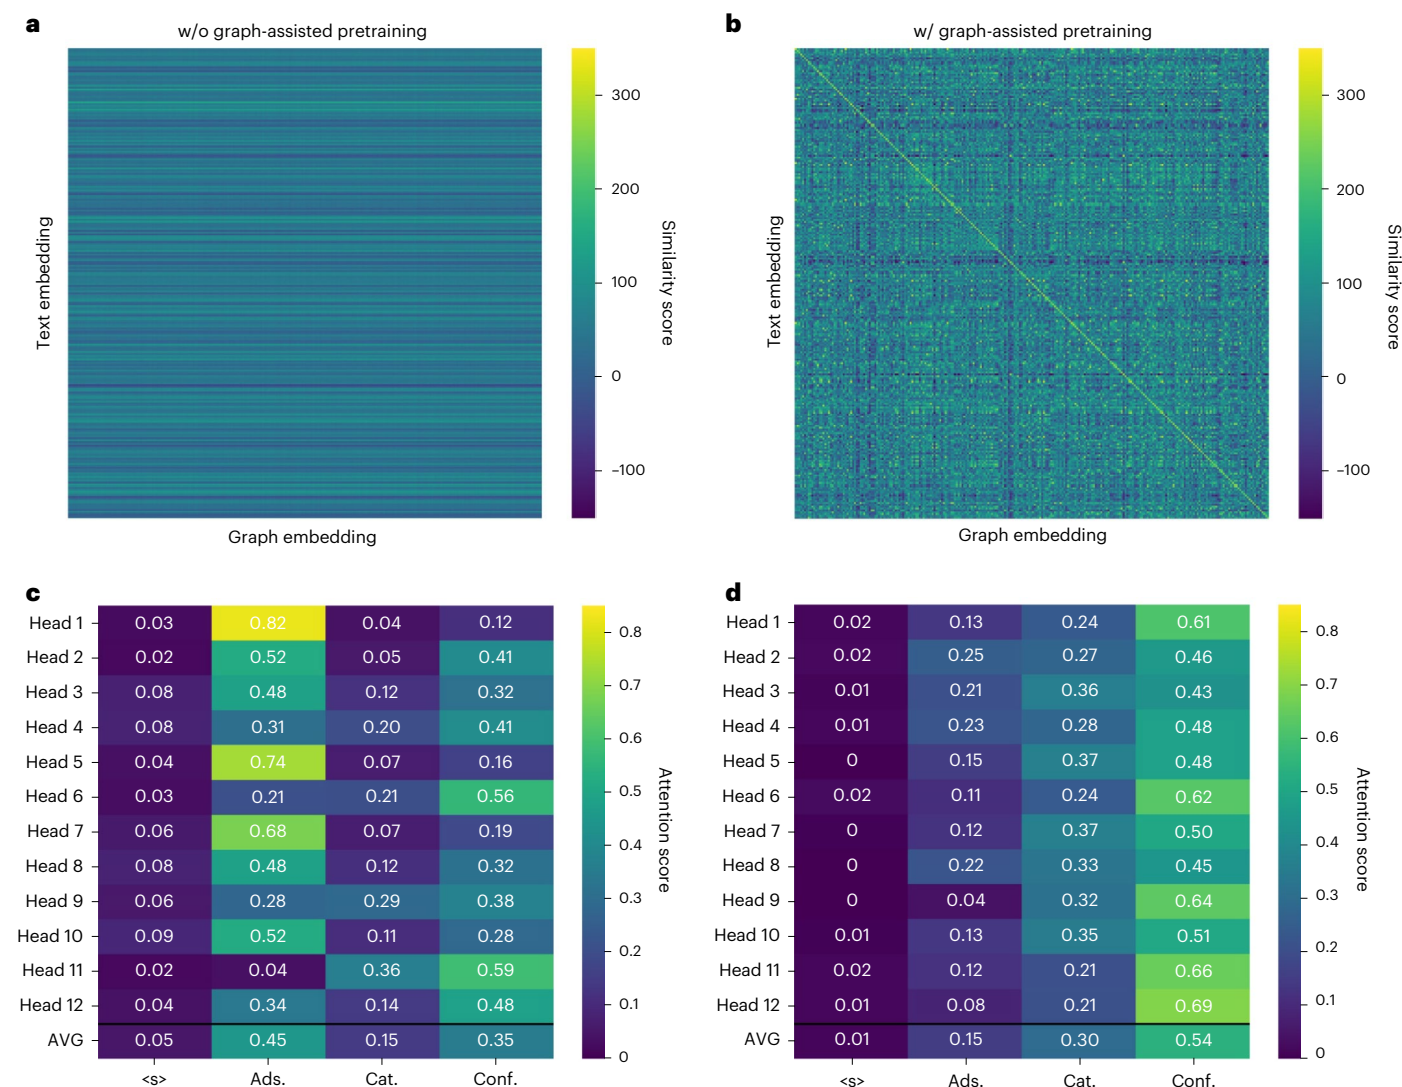 a
w/o graph-assisted pretraining
Text embedding
Graph embedding
300
200
100
0
–100
Similarity score
b
w/ graph-assisted pretraining
Text embedding
Graph embedding
300
200
100
0
–100
Similarity score
c
Head 1 0.03 0.82 0.04 0.12
Head 2 0.02 0.52 0.05 0.41
Head 3 0.08 0.48 0.12 0.32
Head 4 0.08 0.31 0.20 0.41
Head 5 0.04 0.74 0.07 0.16
Head 6 0.03 0.21 0.21 0.56
Head 7 0.06 0.68 0.07 0.19
Head 8 0.08 0.48 0.12 0.32
Head 9 0.06 0.28 0.29 0.38
Head 10 0.09 0.52 0.11 0.28
Head 11 0.02 0.04 0.36 0.59
Head 12 0.04 0.34 0.14 0.48
AVG 0.05 0.45 0.15 0.35
<s> Ads. Cat. Conf.
0.8
0.7
0.6
0.5
0.4
0.3
0.2
0.1
0
Attention score
d
Head 1 0.02 0.13 0.24 0.61
Head 2 0.02 0.25 0.27 0.46
Head 3 0.01 0.21 0.36 0.43
Head 4 0.01 0.23 0.28 0.48
Head 5 0 0.15 0.37 0.48
Head 6 0.02 0.11 0.24 0.62
Head 7 0 0.12 0.37 0.50
Head 8 0 0.22 0.33 0.45
Head 9 0 0.04 0.32 0.64
Head 10 0.01 0.13 0.35 0.51
Head 11 0.02 0.12 0.21 0.66
Head 12 0.01 0.08 0.21 0.69
AVG 0.01 0.15 0.30 0.54
<s> Ads. Cat. Conf.
0.8
0.7
0.6
0.5
0.4
0.3
0.2
0.1
0
Attention score